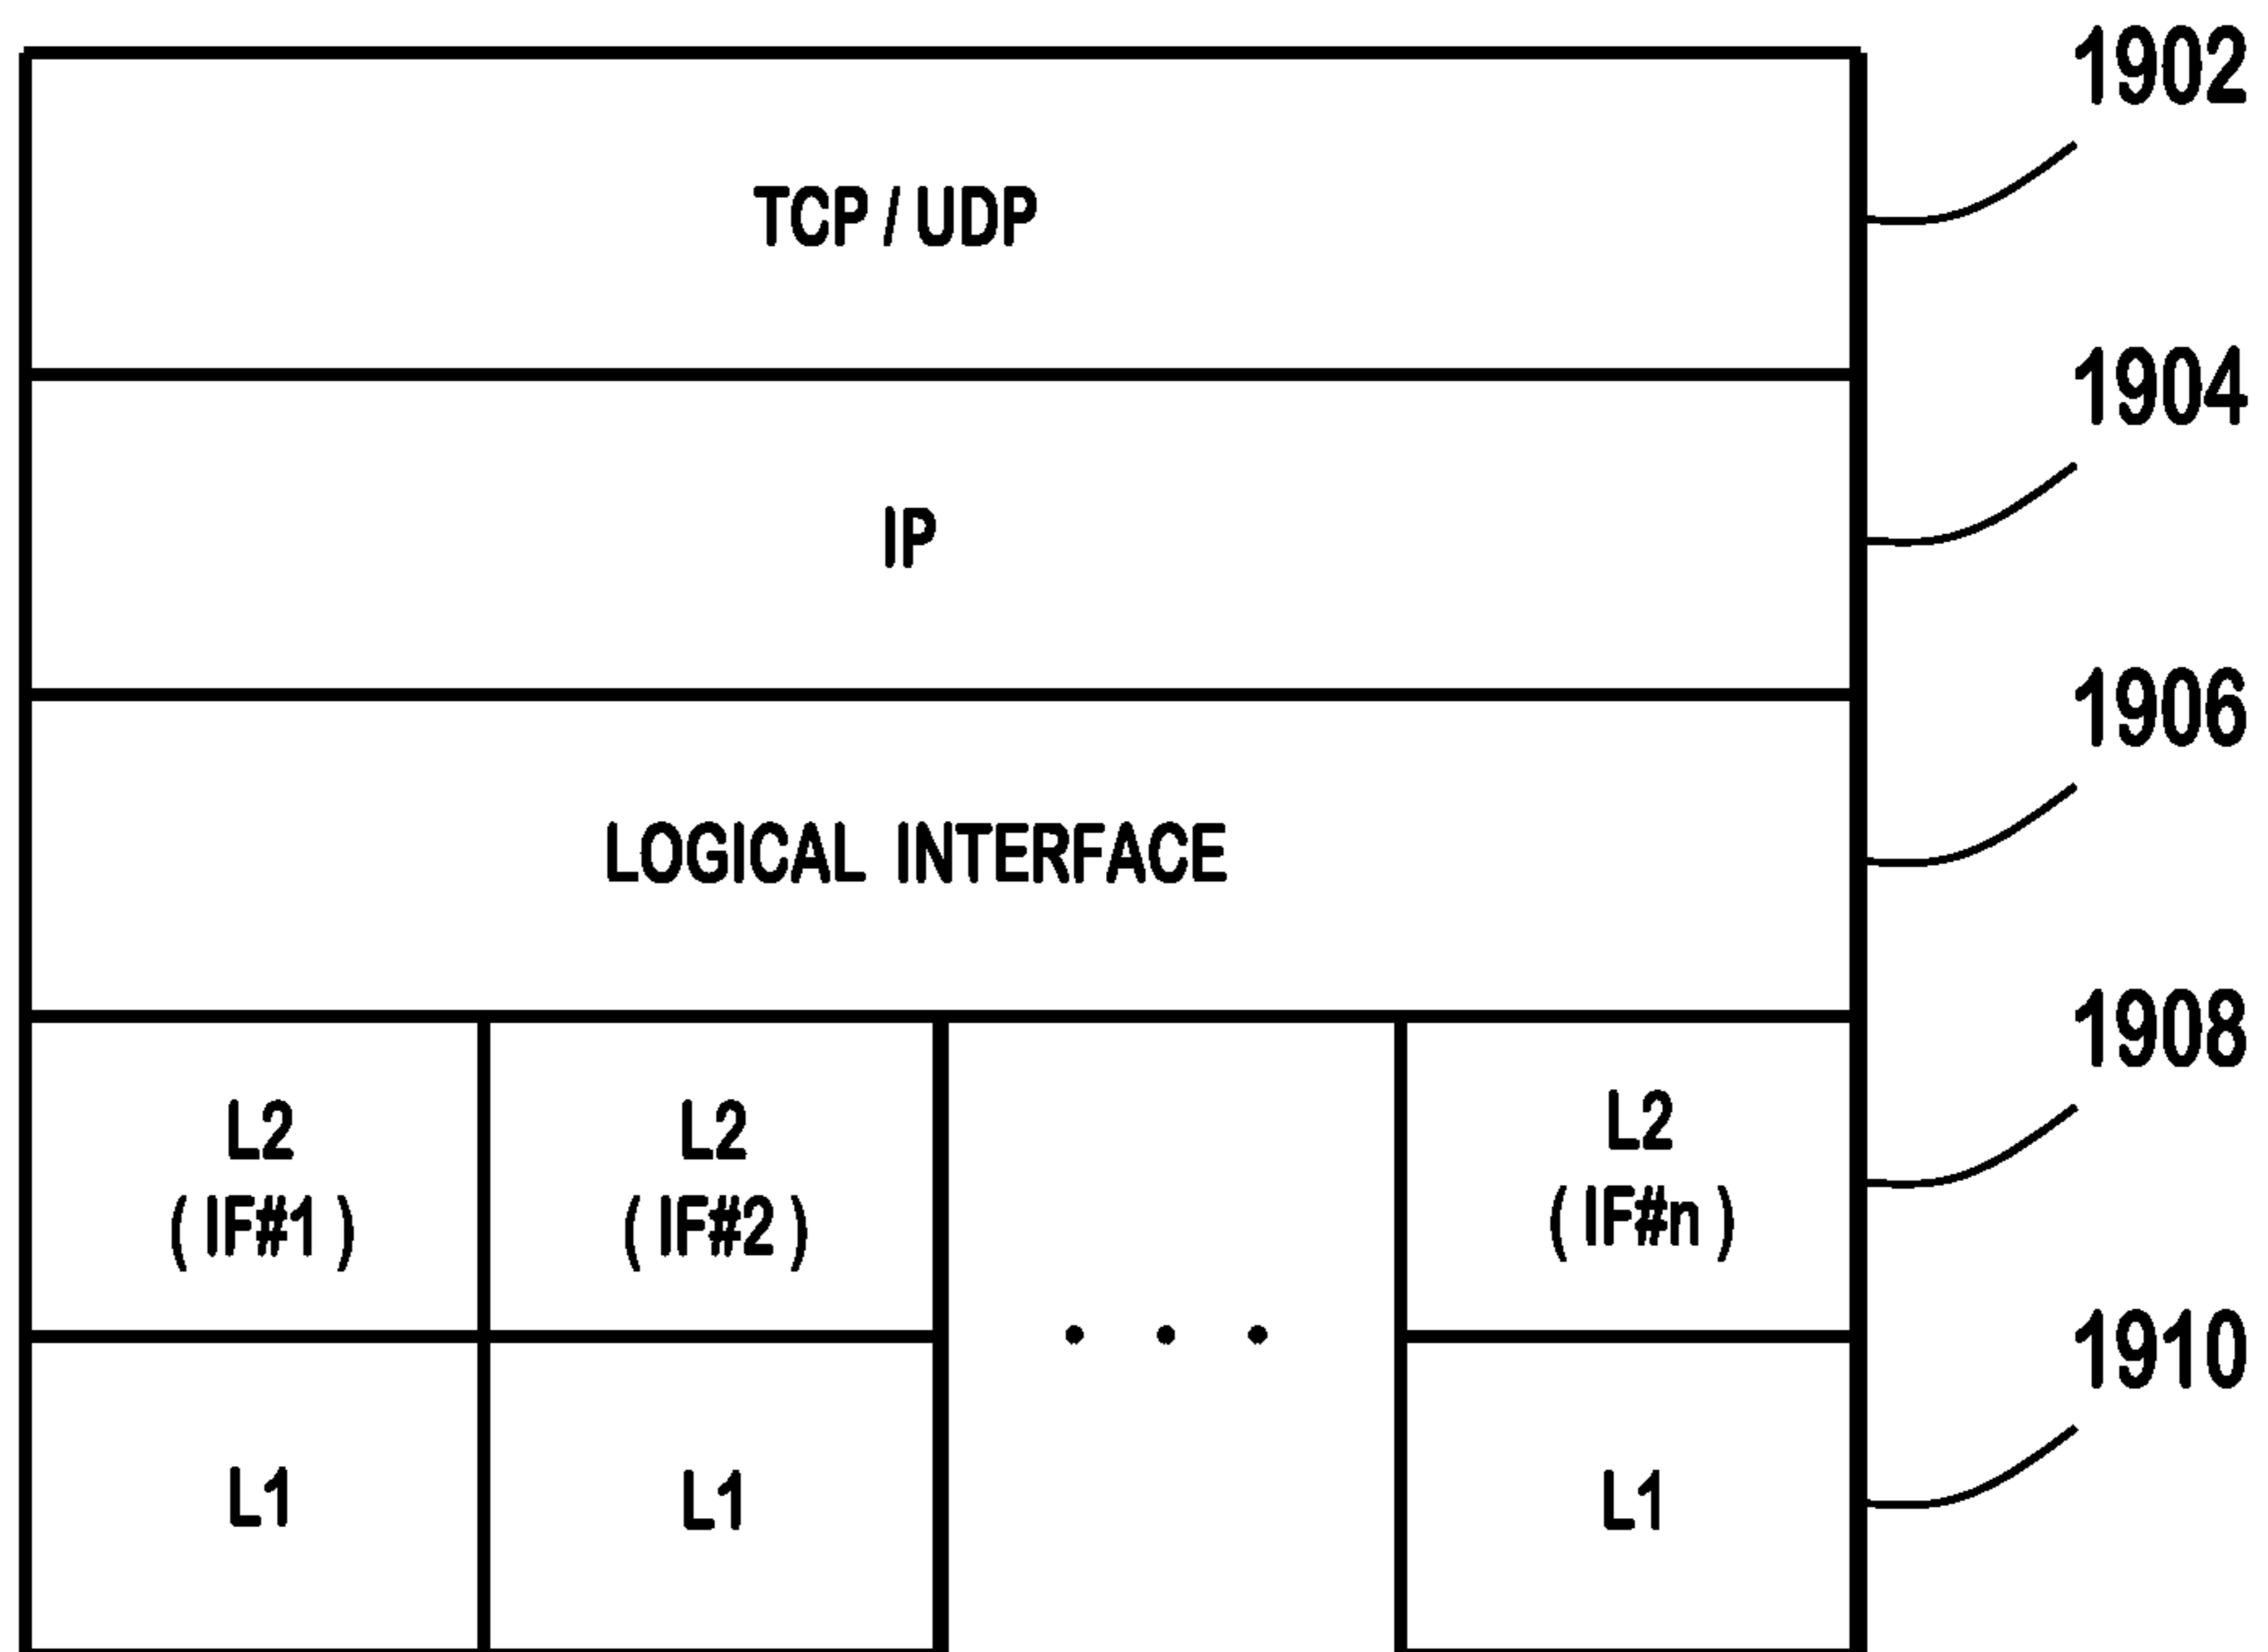 1902
TCP / UDP
1904
IP
1906
LOGICAL INTERFACE
1908
L2
( IF#1 )
L2
( IF#2 )
L2
( IF#n )
. . .
1910
L1
L1
L1